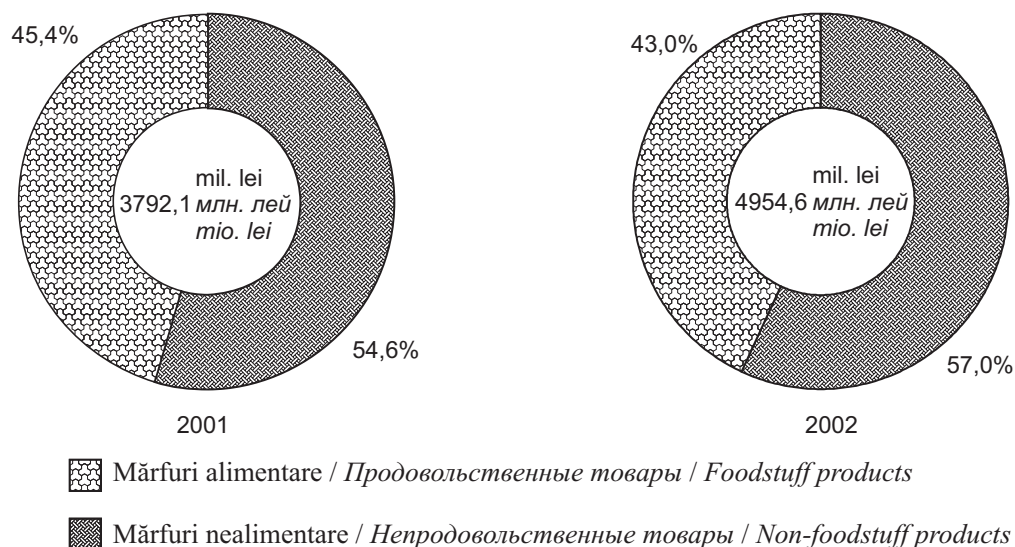 45,4%
mil. lei
3792,1 млн. лей
mio. lei
54,6%
2001
43,0%
mil. lei
4954,6 млн. лей
mio. lei
57,0%
2002
Mărfuri alimentare / Продовольственные товары / Foodstuff products
Mărfuri nealimentare / Непродовольственные товары / Non-foodstuff products